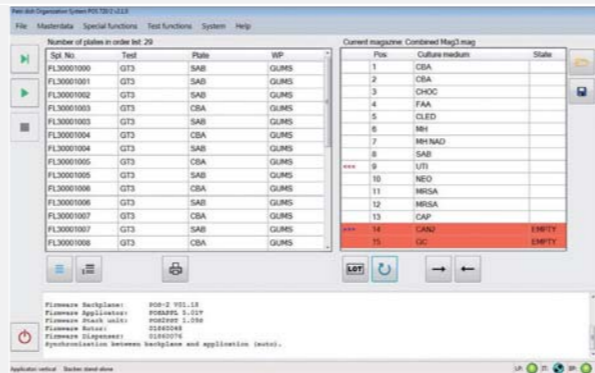 Petri dish Organization System POS 720/2 v2.1.0
File Masterdata Special functions Test functions System Help
Number of plates in order list: 29
Spl. No. Test Plate WP
FL30001000 GT3 SAB GUMS
FL30001001 GT3 SAB GUMS
FL30001002 GT3 SAB GUMS
FL30001003 GT3 CBA GUMS
FL30001003 GT3 SAB GUMS
FL30001004 GT3 CBA GUMS
FL30001004 GT3 SAB GUMS
FL30001005 GT3 CBA GUMS
FL30001005 GT3 SAB GUMS
FL30001006 GT3 CBA GUMS
FL30001006 GT3 SAB GUMS
FL30001007 GT3 CBA GUMS
FL30001007 GT3 SAB GUMS
FL30001008 GT3 CBA GUMS
Current magazine: Combined Mag3.mag
Pos Culture medium State
1 CBA
2 CBA
3 CHOC
4 FAA
5 CLED
6 MH
7 MH NAD
8 SAB
*** 9 UTI
10 NEO
11 MRSA
12 MRSA
13 CAP
*** 14 CAN2 EMPTY
15 GC EMPTY
LOT
Firmware Backplane: POS-2 V01.18
Firmware Applicator: POSAPPL 3.017
Firmware Stack unit: POSINST 1.056
Firmware Rotor: 01860048
Firmware Dispenser: 01860076
Synchronization between backplane and application (auto).
Applicator: vertical Stacker: stand-alone